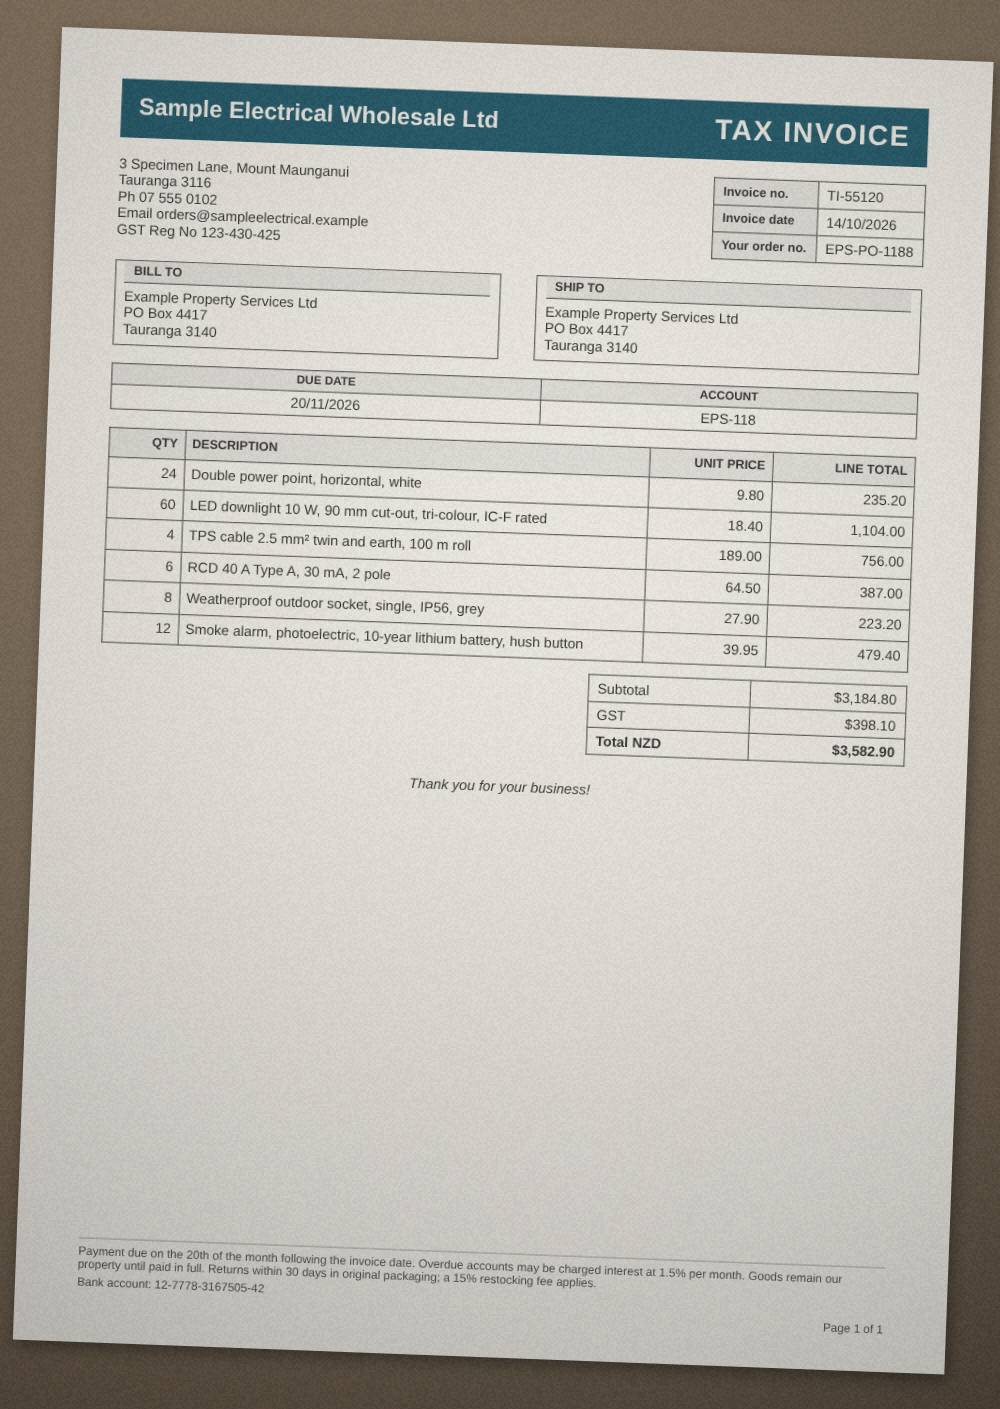 Sample Electrical Wholesale Ltd
TAX INVOICE
3 Specimen Lane, Mount Maunganui
Tauranga 3116
Ph 07 555 0102
Email orders@sampleelectrical.example
GST Reg No 123-430-425
Invoice no. TI-55120
Invoice date 14/10/2026
Your order no. EPS-PO-1188
BILL TO
Example Property Services Ltd
PO Box 4417
Tauranga 3140
SHIP TO
Example Property Services Ltd
PO Box 4417
Tauranga 3140
DUE DATE ACCOUNT
20/11/2026 EPS-118
QTY DESCRIPTION UNIT PRICE LINE TOTAL
24 Double power point, horizontal, white 9.80 235.20
60 LED downlight 10 W, 90 mm cut-out, tri-colour, IC-F rated 18.40 1,104.00
4 TPS cable 2.5 mm² twin and earth, 100 m roll 189.00 756.00
6 RCD 40 A Type A, 30 mA, 2 pole 64.50 387.00
8 Weatherproof outdoor socket, single, IP56, grey 27.90 223.20
12 Smoke alarm, photoelectric, 10-year lithium battery, hush button 39.95 479.40
Subtotal $3,184.80
GST $398.10
Total NZD $3,582.90
Thank you for your business!
Payment due on the 20th of the month following the invoice date. Overdue accounts may be charged interest at 1.5% per month. Goods remain our
property until paid in full. Returns within 30 days in original packaging; a 15% restocking fee applies.
Bank account: 12-7778-3167505-42
Page 1 of 1